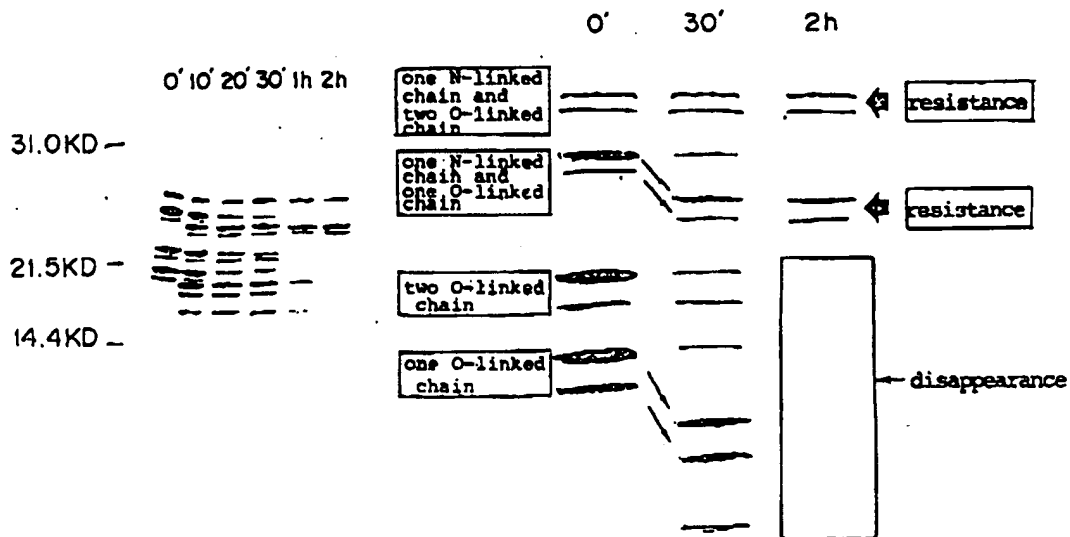 0' 10' 20' 30' 1h 2h
31.0KD
21.5KD
14.4KD
0' 30' 2h
one N-linked
chain and
two O-linked
chain
one N-linked
chain and
one O-linked
chain
two O-linked
chain
one O-linked
chain
resistance
resistance
disappearance